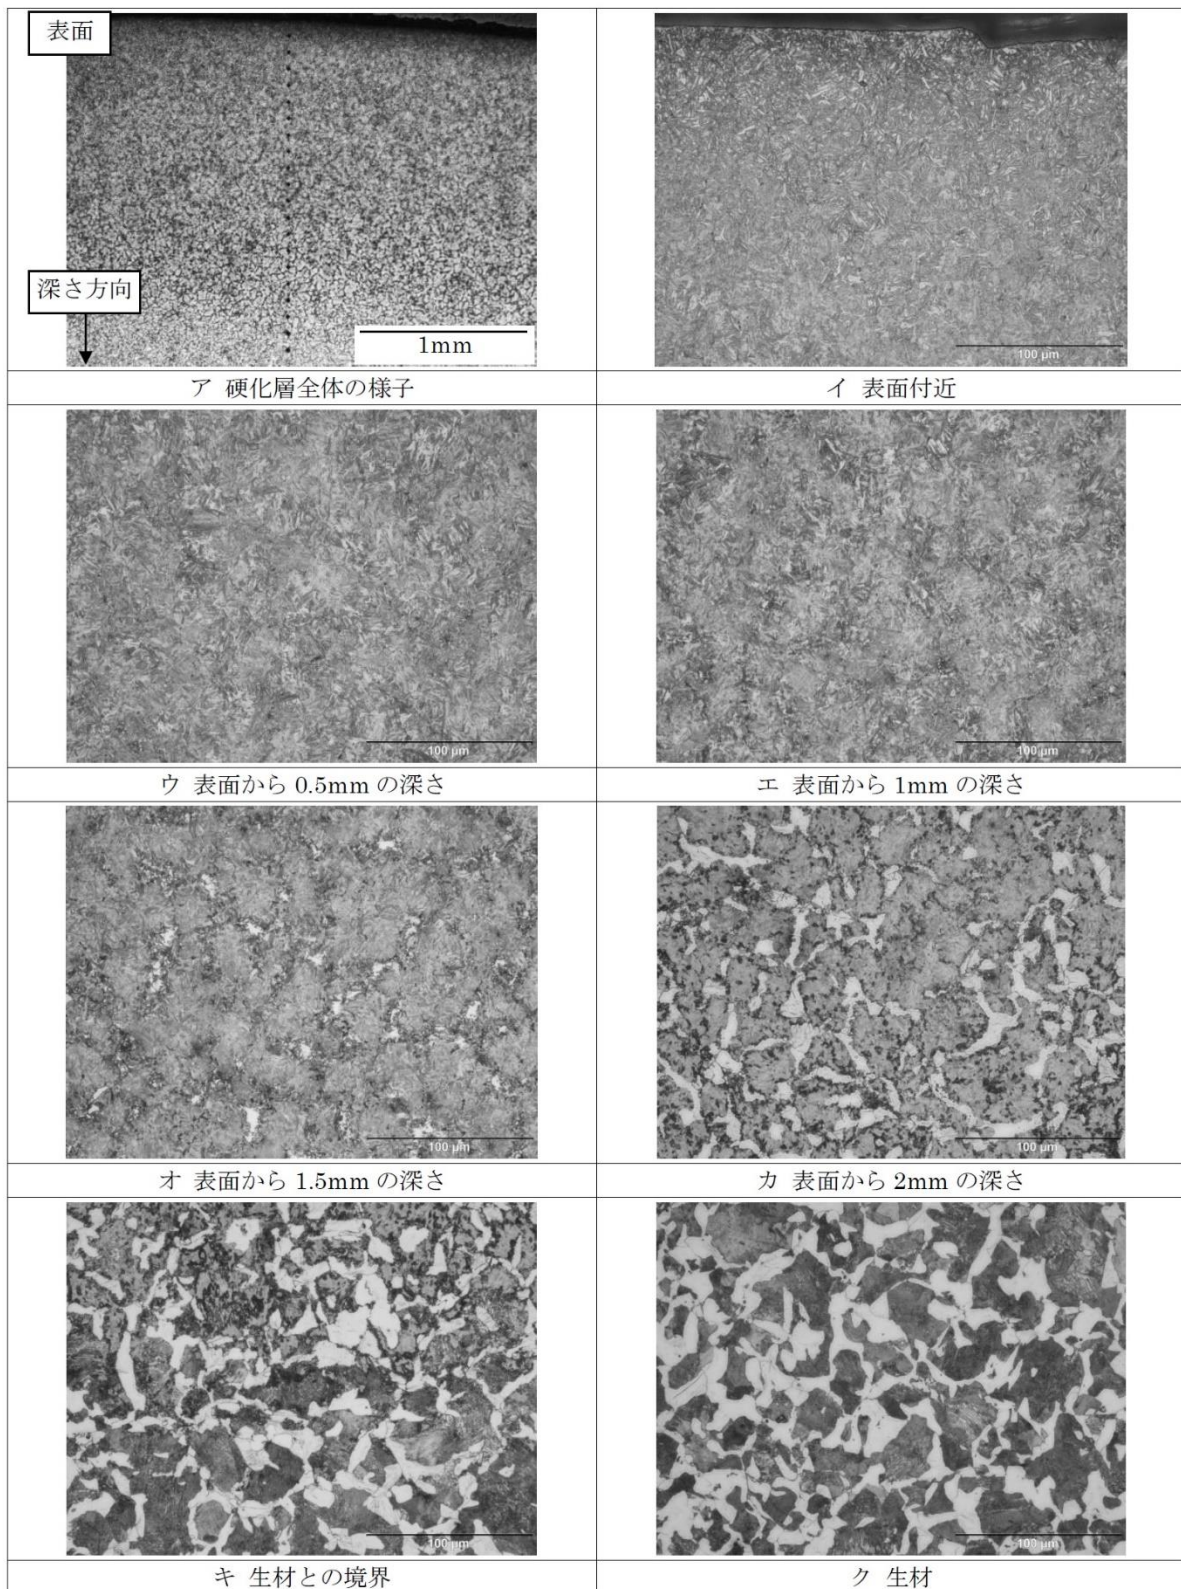 表面
深さ方向
1mm
100 µm
ア 硬化層全体の様子
イ 表面付近
100 µm
100 µm
ウ 表面から 0.5mm の深さ
エ 表面から 1mm の深さ
100 µm
100 µm
オ 表面から 1.5mm の深さ
カ 表面から 2mm の深さ
100 µm
100 µm
キ 生材との境界
ク 生材